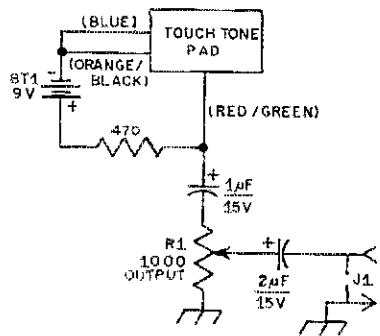 (BLUE)
TOUCH TONE
PAD
(ORANGE/
BLACK)
BT1
9V
-
+
(RED/GREEN)
470
+
1µF
15V
R1
1000
OUTPUT
+
2µF
15V
J1